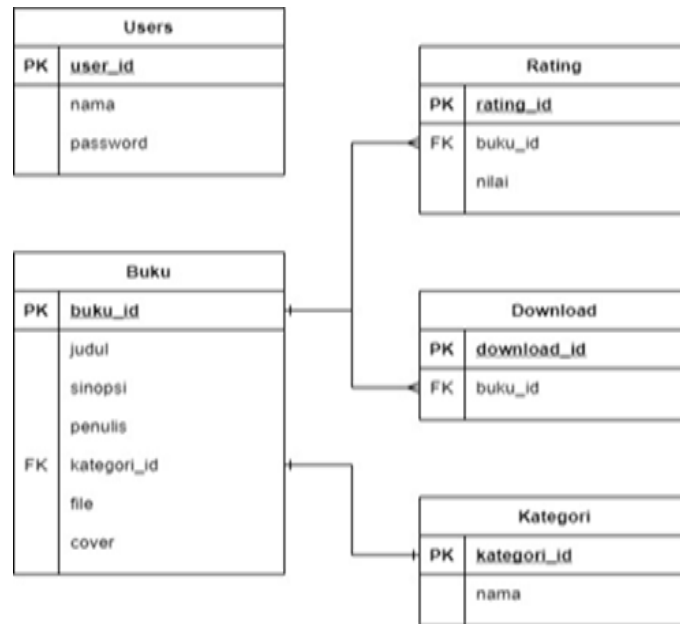 Users
PK user_id
nama
password
Buku
PK buku_id
judul
sinopsi
penulis
FK kategori_id
file
cover
Rating
PK rating_id
FK buku_id
nilai
Download
PK download_id
FK buku_id
Kategori
PK kategori_id
nama